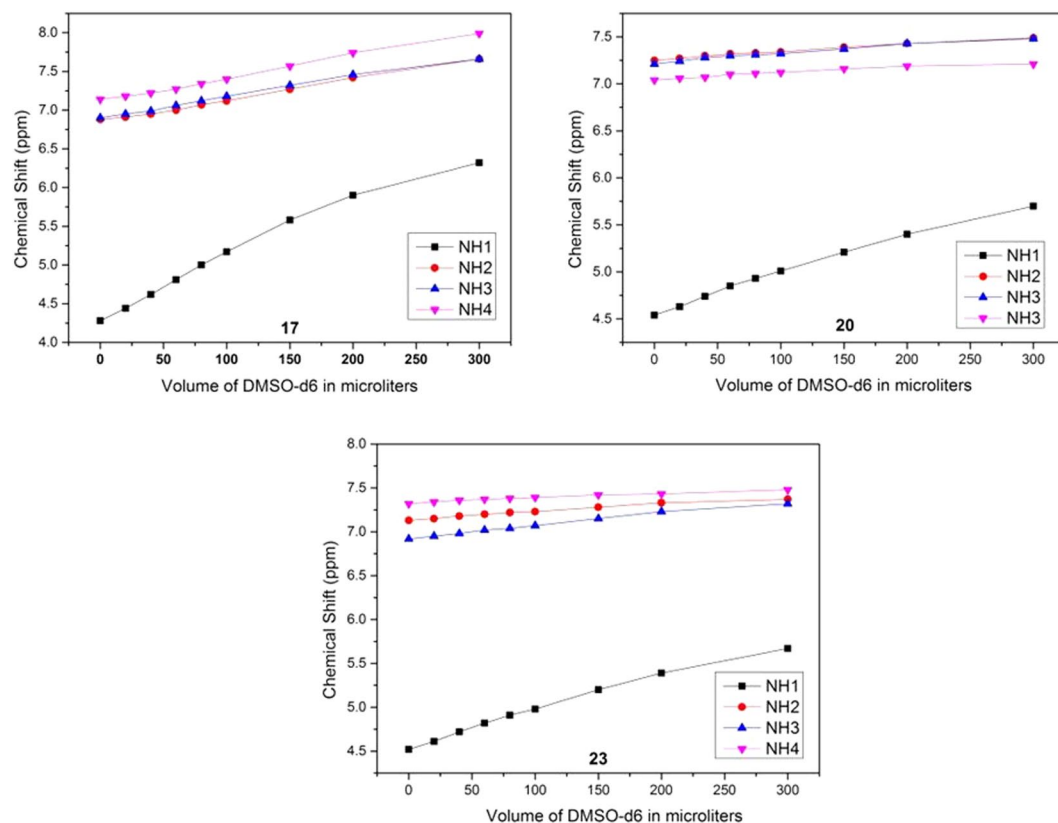 8.0
7.5
7.0
6.5
6.0
5.5
5.0
4.5
4.0
Chemical Shift (ppm)
NH1
NH2
NH3
NH4
17
0 50 100 150 200 250 300
Volume of DMSO-d6 in microliters
7.5
7.0
6.5
6.0
5.5
5.0
4.5
Chemical Shift (ppm)
NH1
NH2
NH3
NH3
20
0 50 100 150 200 250 300
Volume of DMSO-d6 in microliters
8.0
7.5
7.0
6.5
6.0
5.5
5.0
4.5
Chemical Shift (ppm)
NH1
NH2
NH3
NH4
23
0 50 100 150 200 250 300
Volume of DMSO-d6 in microliters